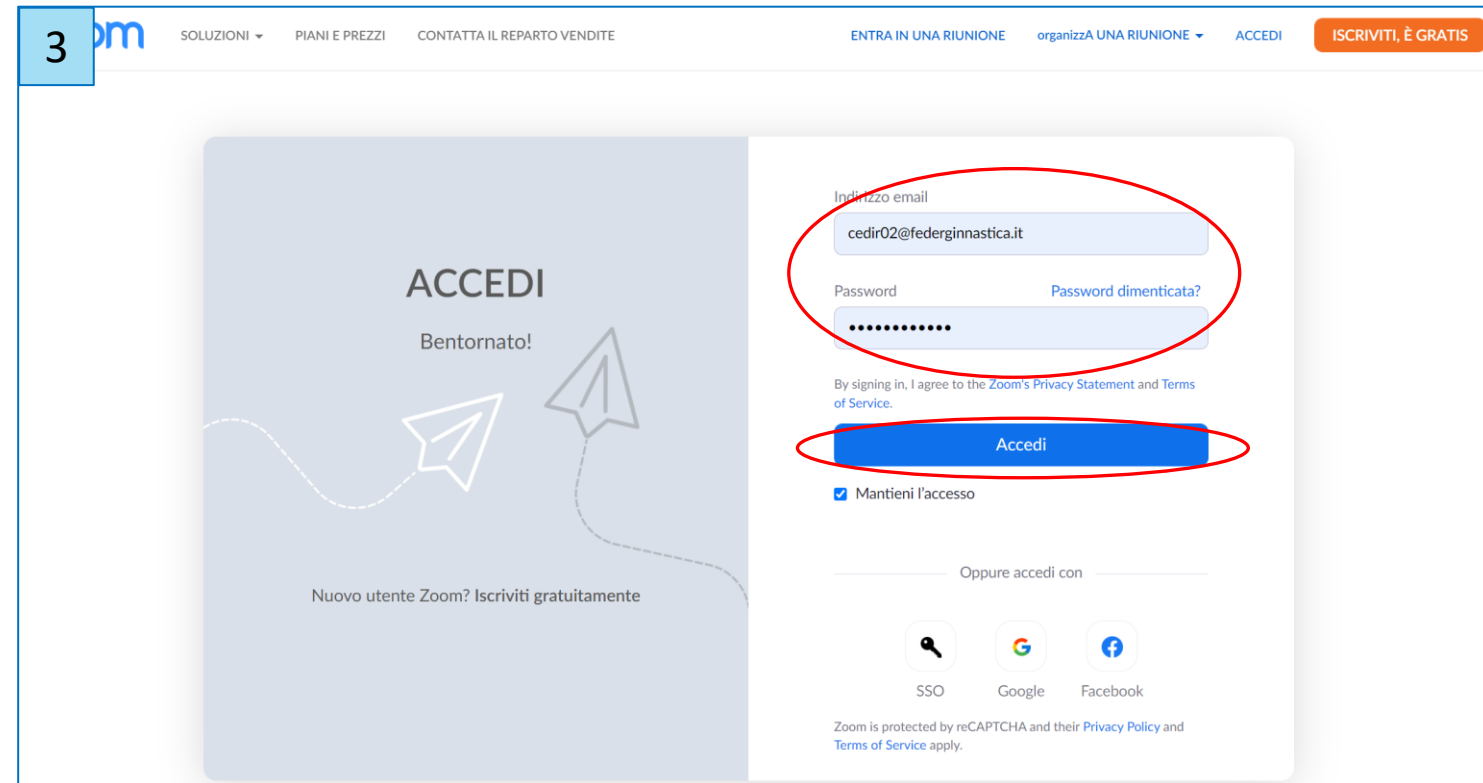 3
om
SOLUZIONI
PIANI E PREZZI
CONTATTA IL REPARTO VENDITE
ENTRA IN UNA RIUNIONE
organizzA UNA RIUNIONE
ACCEDI
ISCRIVITI, È GRATIS
ACCEDI
Bentornato!
Nuovo utente Zoom? Iscriviti gratuitamente
Indirizzo email
cedir02@federginnastica.it
Password
Password dimenticata?
••••••••••••
By signing in, I agree to the Zoom's Privacy Statement and Terms
of Service.
Accedi
Mantieni l'accesso
Oppure accedi con
SSO
Google
Facebook
Zoom is protected by reCAPTCHA and their Privacy Policy and
Terms of Service apply.